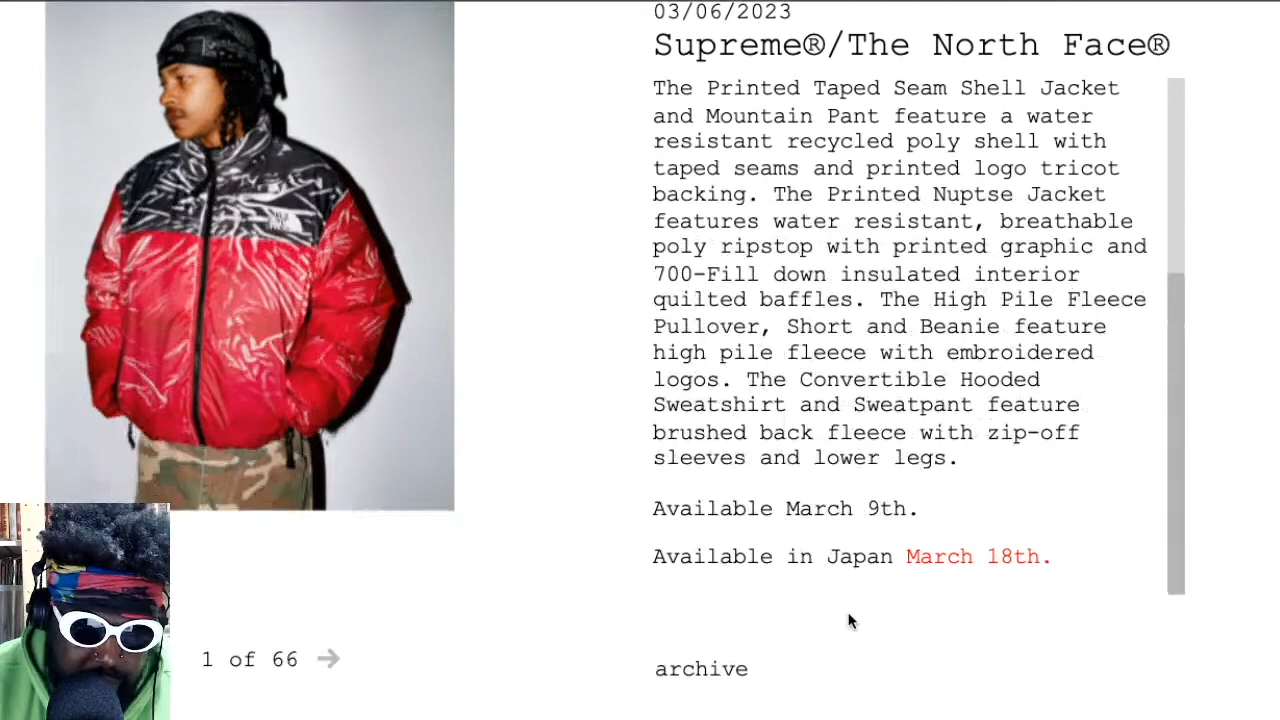 03/06/2023
Supreme®/The North Face®
The Printed Taped Seam Shell Jacket
and Mountain Pant feature a water
resistant recycled poly shell with
taped seams and printed logo tricot
backing. The Printed Nuptse Jacket
features water resistant, breathable
poly ripstop with printed graphic and
700-Fill down insulated interior
quilted baffles. The High Pile Fleece
Pullover, Short and Beanie feature
high pile fleece with embroidered
logos. The Convertible Hooded
Sweatshirt and Sweatpant feature
brushed back fleece with zip-off
sleeves and lower legs.
Available March 9th.
Available in Japan March 18th.
1 of 66
archive